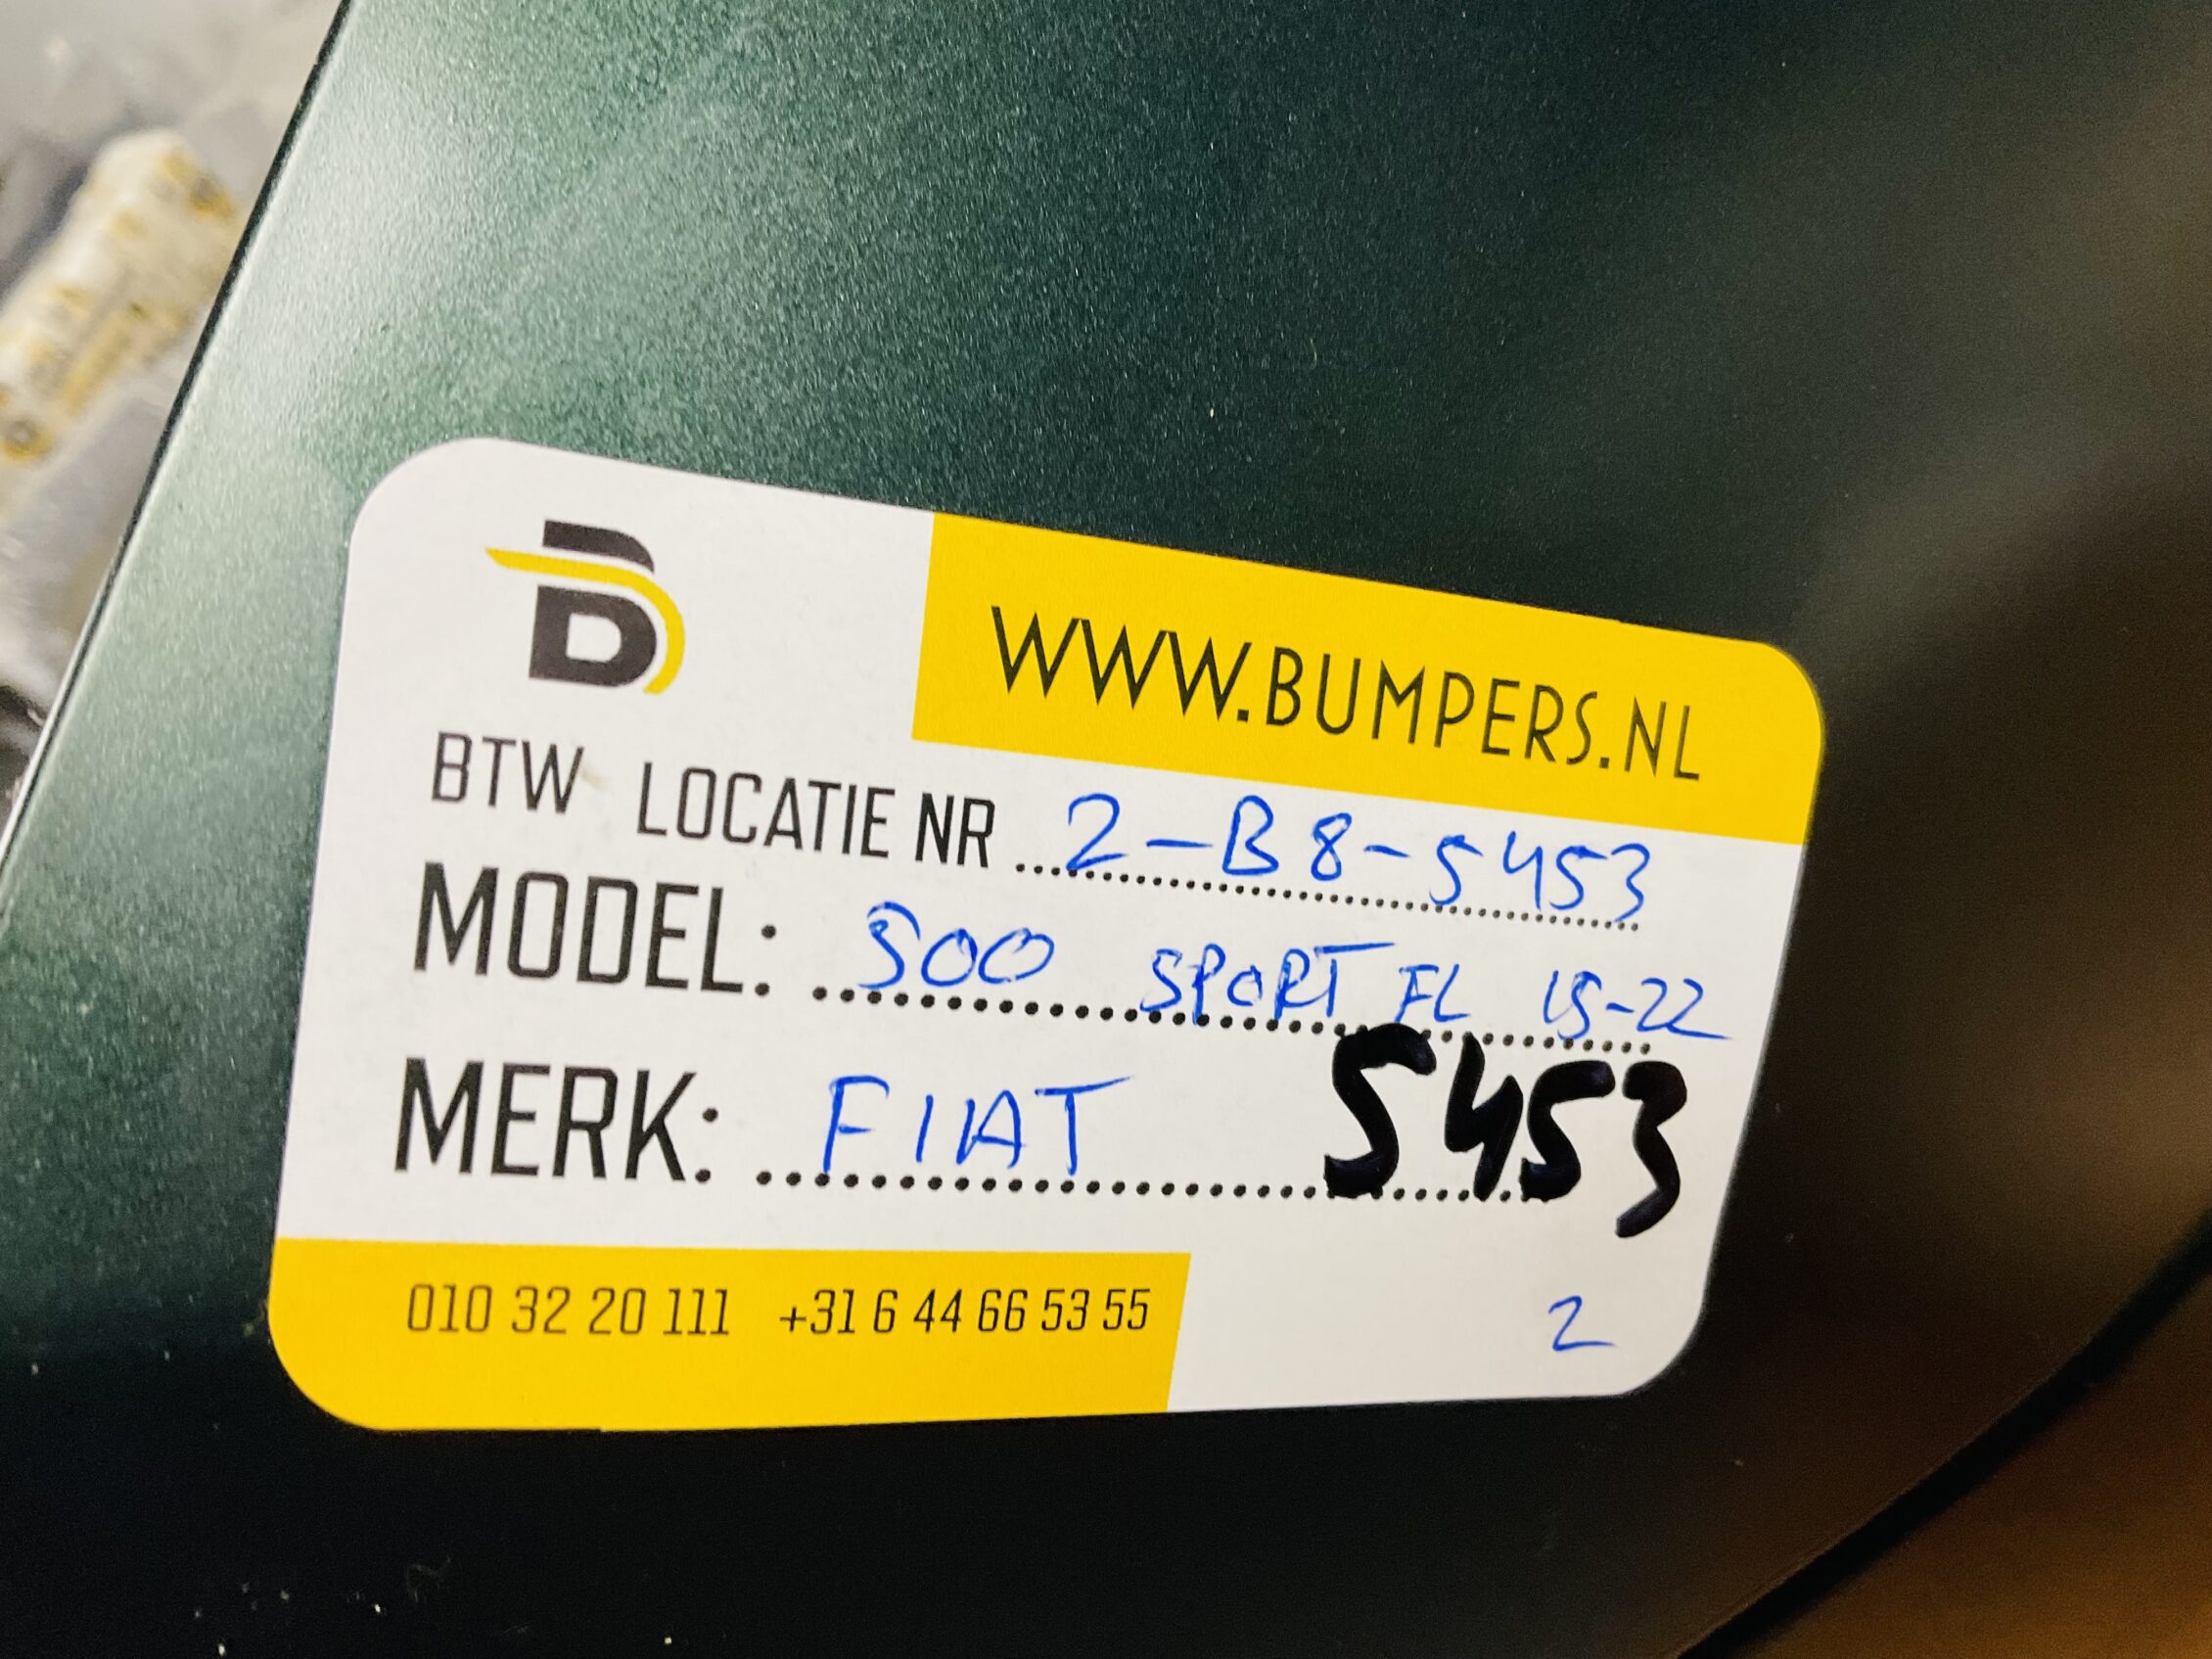 B
WWW.BUMPERS.NL
BTW LOCATIE NR 2-B8-5453
MODEL: 500 SPORT FL 15-22
MERK: FIAT 5453
010 32 20 111 +31 6 44 66 53 55
2